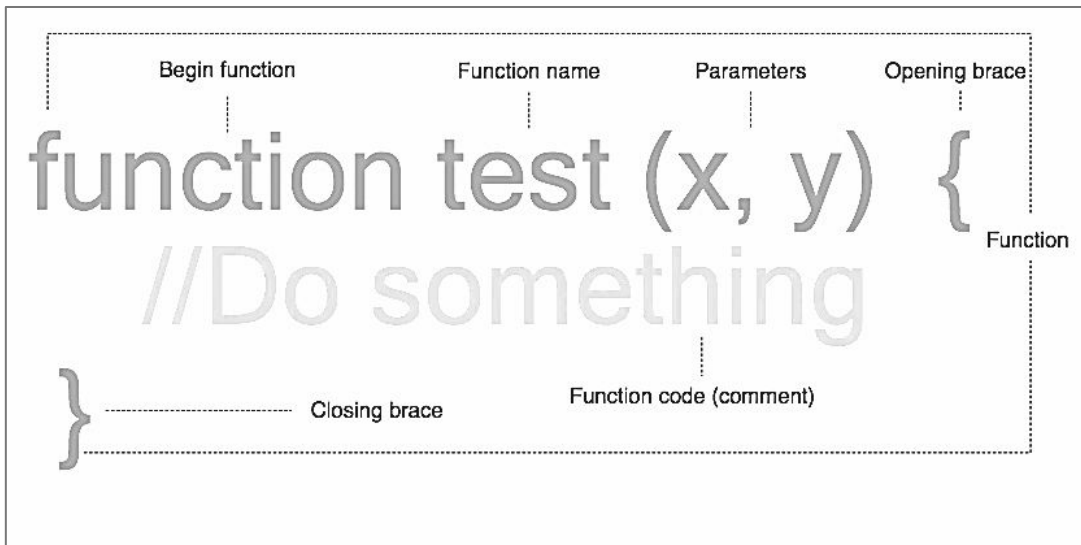 Begin function Function name Parameters Opening brace
function test (x, y) {
Function
//Do something
Function code (comment)
} Closing brace